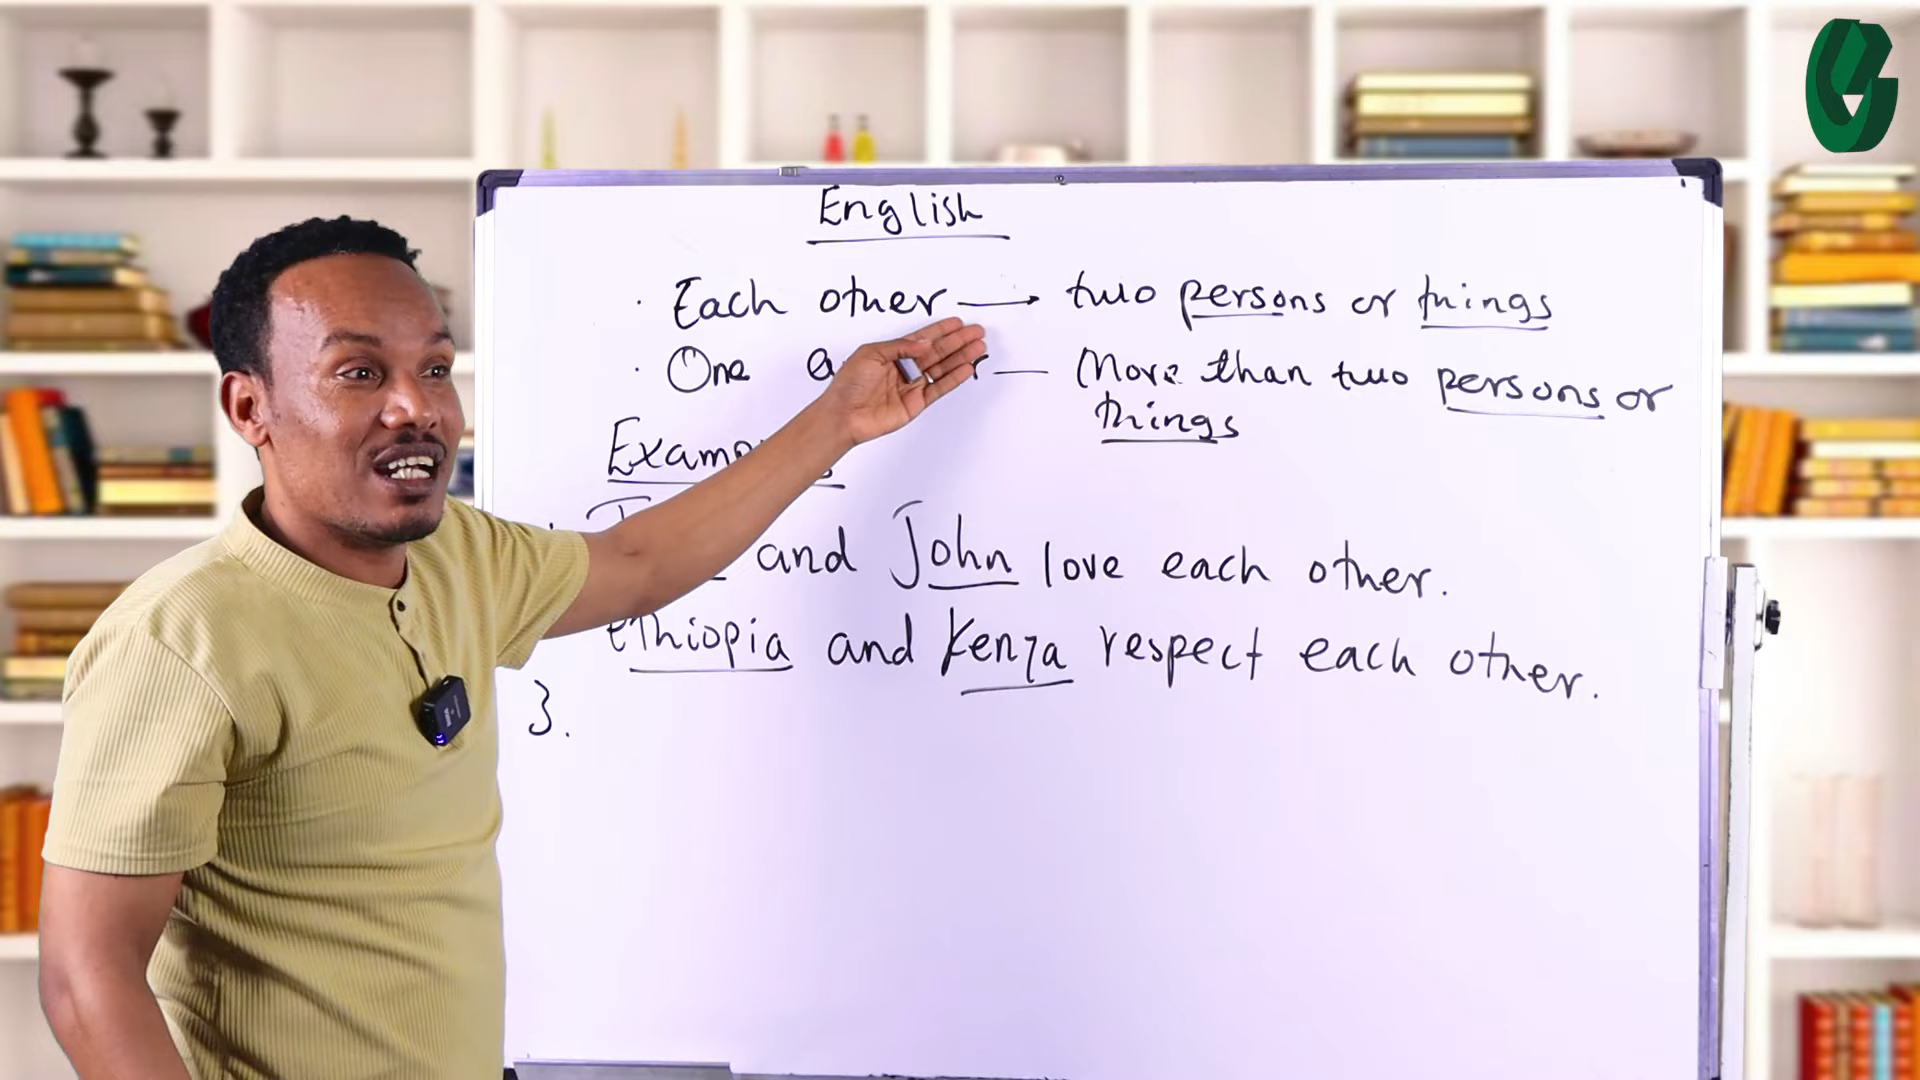 English
· Each other → two persons or things
· One — More than two persons or
things
and John love each other.
ethiopia and Kenza respect each other.
3.